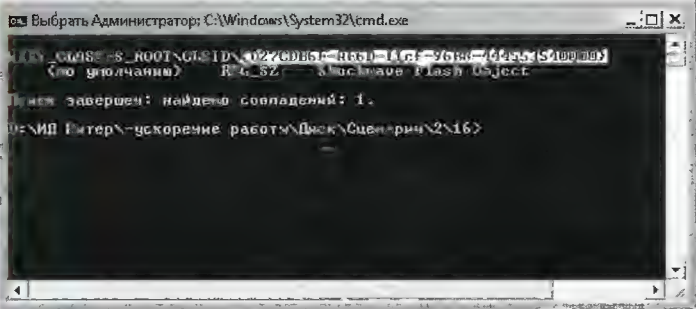 Выбрать Администратор: C:\Windows\System32\cmd.exe
(по умолчанию) REG_SZ Shockwave Flash Object
завершен: найдено совпадений: 1.
D:\ИД Питер\-ускорение работы\Диск\Сценарии\2\16>